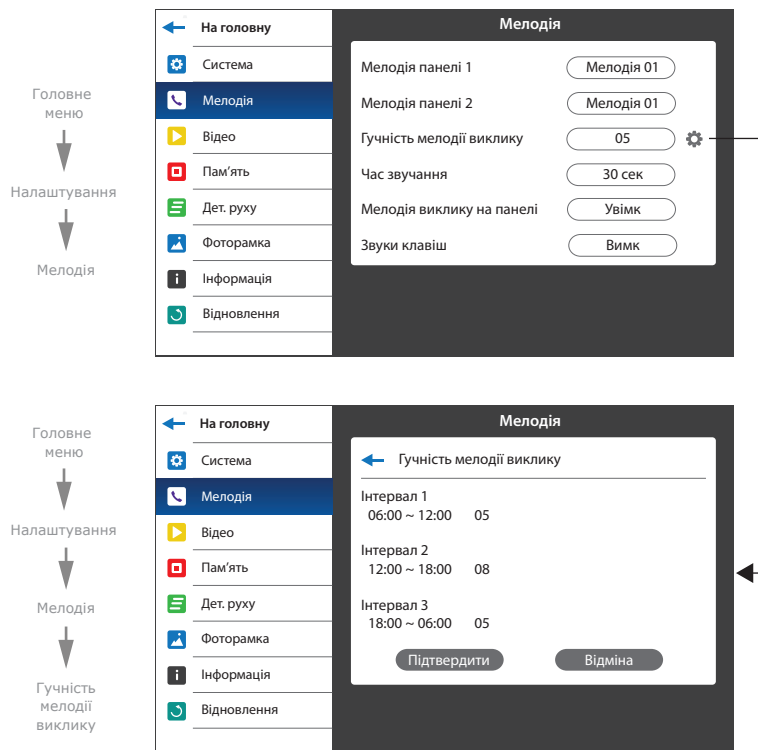 Головне
меню
Налаштування
Мелодія
На головну
Система
Мелодія
Відео
Пам'ять
Дет. руху
Фоторамка
Інформація
Відновлення
Мелодія
Мелодія панелі 1 Мелодія 01
Мелодія панелі 2 Мелодія 01
Гучність мелодії виклику 05
Час звучання 30 сек
Мелодія виклику на панелі Увімк
Звуки клавіш Вимк
Головне
меню
Налаштування
Мелодія
Гучність
мелодії
виклику
На головну
Система
Мелодія
Відео
Пам'ять
Дет. руху
Фоторамка
Інформація
Відновлення
Мелодія
Гучність мелодії виклику
Інтервал 1
06:00 ~ 12:00 05
Інтервал 2
12:00 ~ 18:00 08
Інтервал 3
18:00 ~ 06:00 05
Підтвердити Відміна